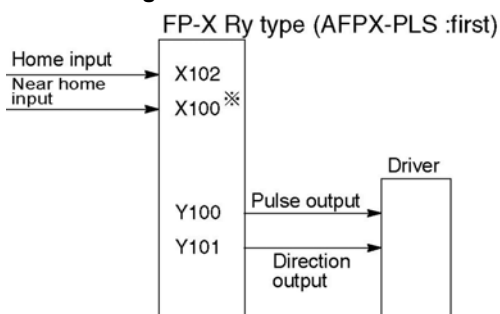 FP-X Ry type (AFPX-PLS :first)
Home input
Near home
input
X102
X100※
Driver
Y100
Pulse output
Y101
Direction
output